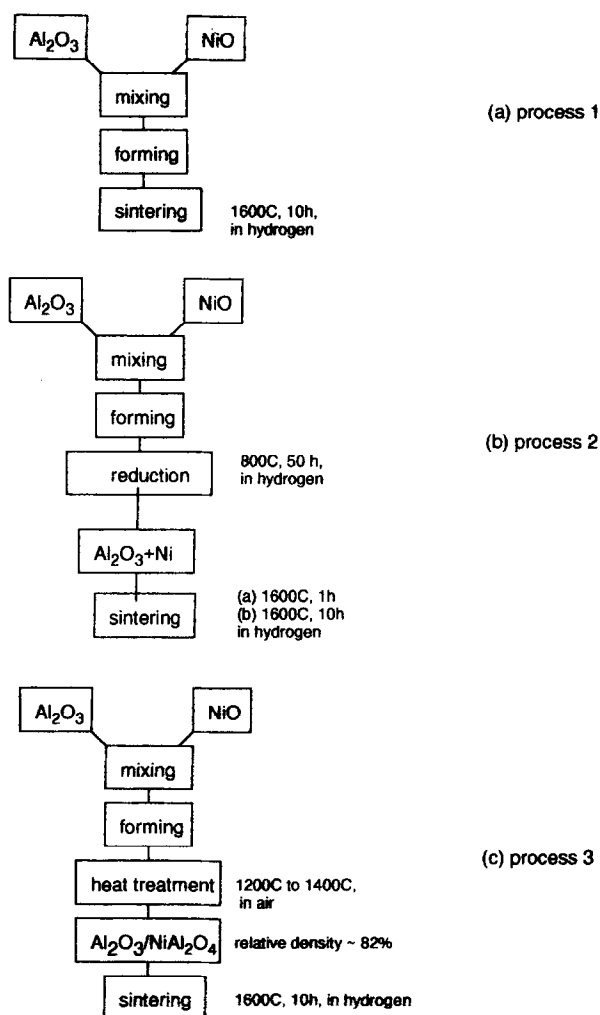 Al₂O₃ NiO
mixing
(a) process 1
forming
sintering 1600C, 10h,
in hydrogen
Al₂O₃ NiO
mixing
forming
(b) process 2
reduction 800C, 50 h,
in hydrogen
Al₂O₃+Ni
sintering (a) 1600C, 1h
(b) 1600C, 10h
in hydrogen
Al₂O₃ NiO
mixing
forming
(c) process 3
heat treatment 1200C to 1400C,
in air
Al₂O₃/NiAl₂O₄ relative density ~ 82%
sintering 1600C, 10h, in hydrogen